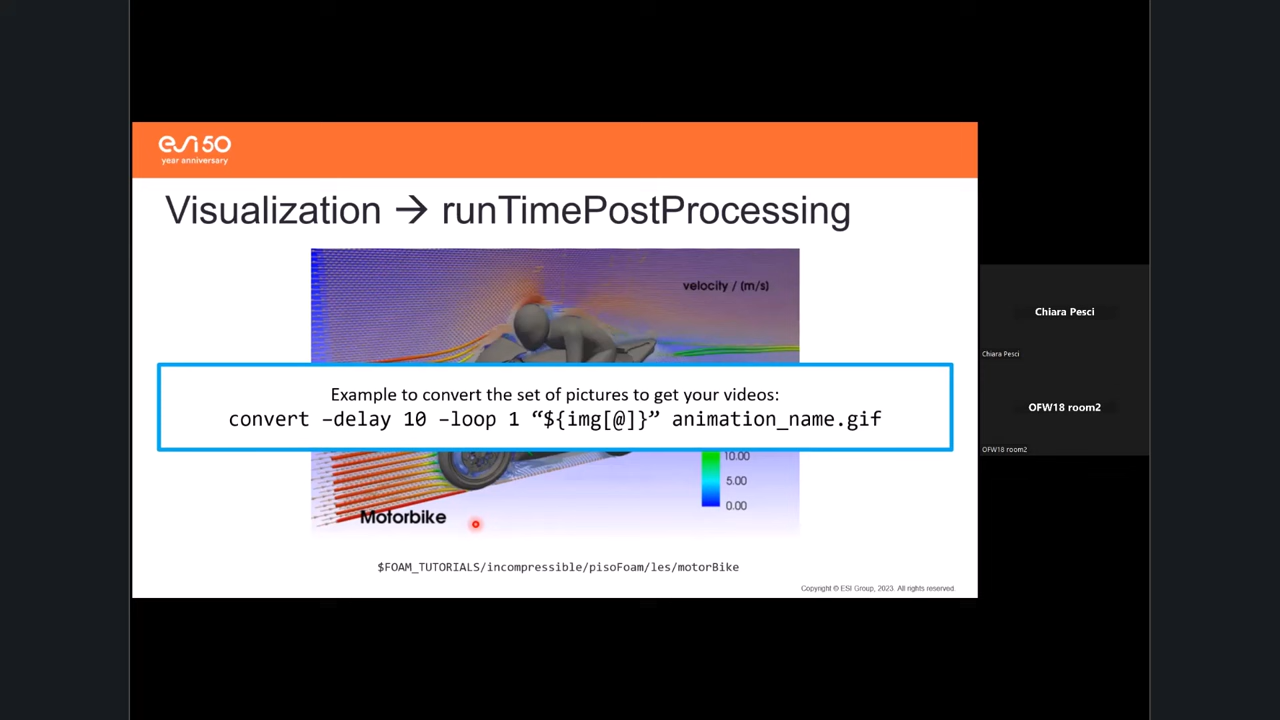 esi 50
year anniversary
Visualization → runTimePostProcessing
velocity / (m/s)
Example to convert the set of pictures to get your videos:
convert –delay 10 –loop 1 “${img[@]}” animation_name.gif
10.00
5.00
0.00
Motorbike
$FOAM_TUTORIALS/incompressible/pisoFoam/les/motorBike
Copyright © ESI Group, 2023. All rights reserved.
Chiara Pesci
Chiara Pesci
OFW18 room2
OFW18 room2